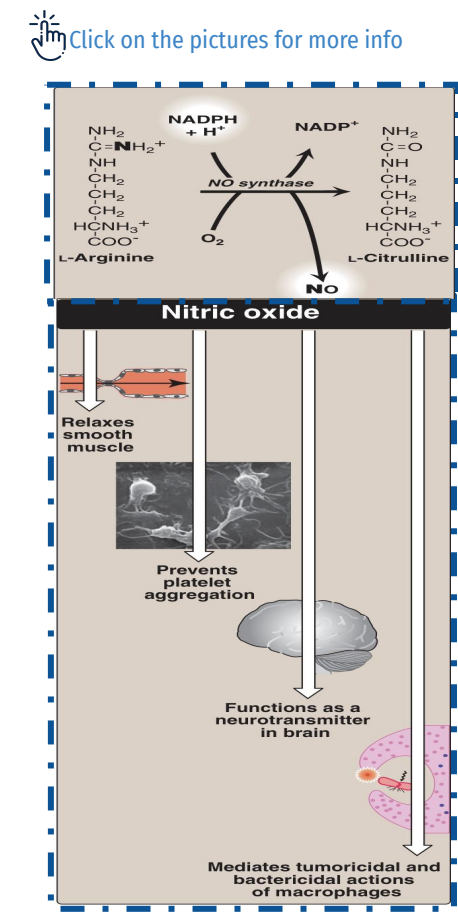 Click on the pictures for more info
NADPH
+ H⁺
NADP⁺
NH₂
C=NH₂⁺
NH
CH₂
CH₂
CH₂
HCNH₃⁺
COO⁻
L-Arginine
NO synthase
O₂
NO
NH₂
C=O
NH
CH₂
CH₂
CH₂
HCNH₃⁺
COO⁻
L-Citrulline
Nitric oxide
Relaxes
smooth
muscle
Prevents
platelet
aggregation
Functions as a
neurotransmitter
in brain
Mediates tumoricidal and
bactericidal actions
of macrophages